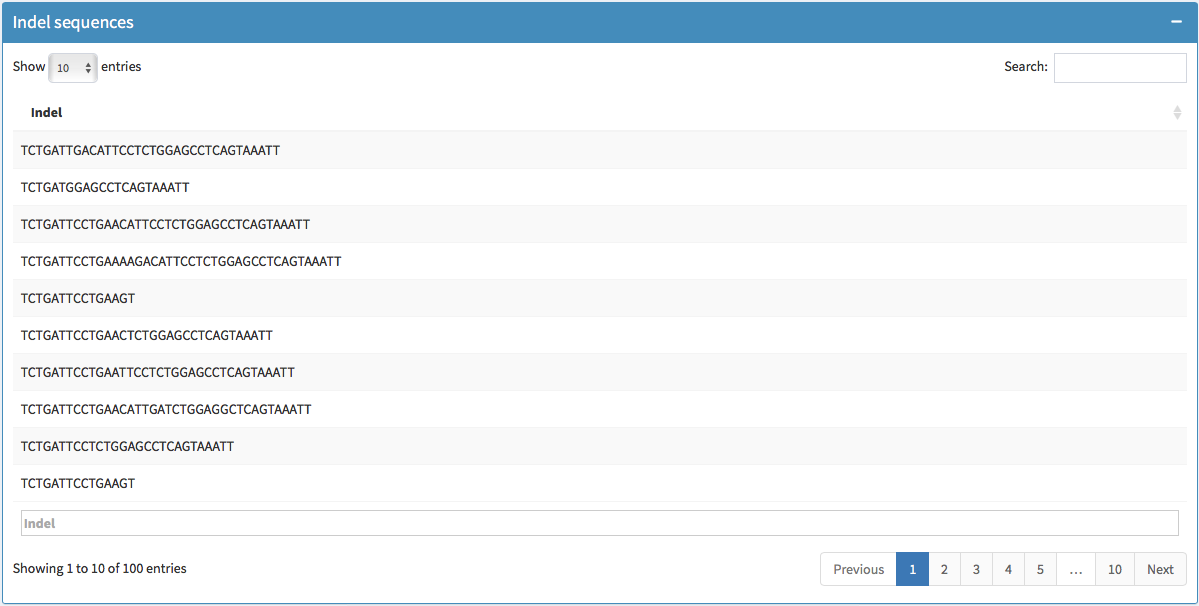 Indel sequences
Show 10 entries Search:
Indel
TCTGATTGACATTCCTCTGGAGCCTCAGTAAATT
TCTGATGGAGCCTCAGTAAATT
TCTGATTCCTGAACATTCCTCTGGAGCCTCAGTAAATT
TCTGATTCCTGAAAAGACATTCCTCTGGAGCCTCAGTAAATT
TCTGATTCCTGAAGT
TCTGATTCCTGAACTCTGGAGCCTCAGTAAATT
TCTGATTCCTGAATTCCTCTGGAGCCTCAGTAAATT
TCTGATTCCTGAACATTGATCTGGAGGCTCAGTAAATT
TCTGATTCCTCTGGAGCCTCAGTAAATT
TCTGATTCCTGAAGT
Indel
Showing 1 to 10 of 100 entries Previous 1 2 3 4 5 ... 10 Next